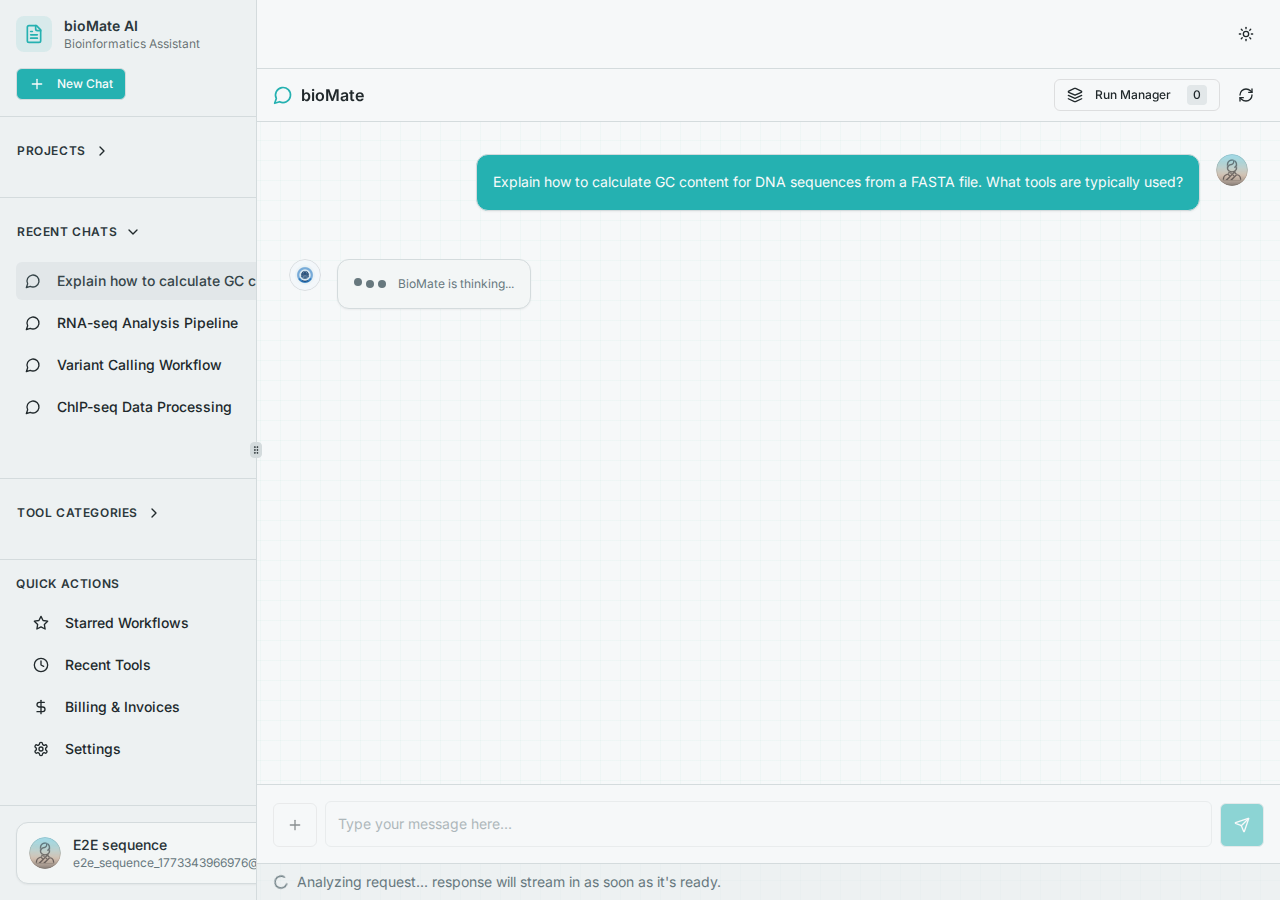 bioMate AI
Bioinformatics Assistant
New Chat
PROJECTS
RECENT CHATS
Explain how to calculate GC c
RNA-seq Analysis Pipeline
Variant Calling Workflow
ChIP-seq Data Processing
TOOL CATEGORIES
QUICK ACTIONS
Starred Workflows
Recent Tools
Billing & Invoices
Settings
E2E sequence
e2e_sequence_1773343966976@
bioMate
Run Manager 0
Explain how to calculate GC content for DNA sequences from a FASTA file. What tools are typically used?
BioMate is thinking...
Type your message here...
Analyzing request... response will stream in as soon as it's ready.